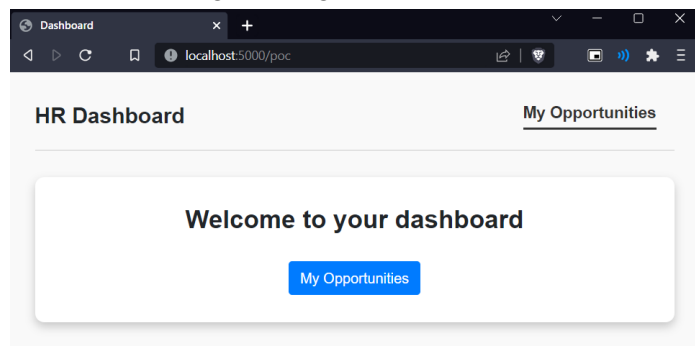 Dashboard
localhost:5000/poc
HR Dashboard
My Opportunities
Welcome to your dashboard
My Opportunities